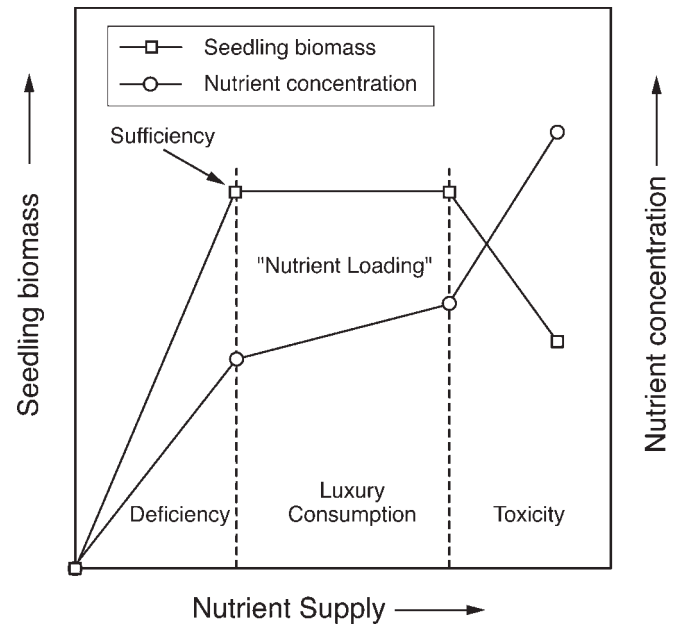 Seedling biomass
Nutrient concentration
Sufficiency
"Nutrient Loading"
Deficiency
Luxury
Consumption
Toxicity
Seedling biomass
Nutrient concentration
Nutrient Supply